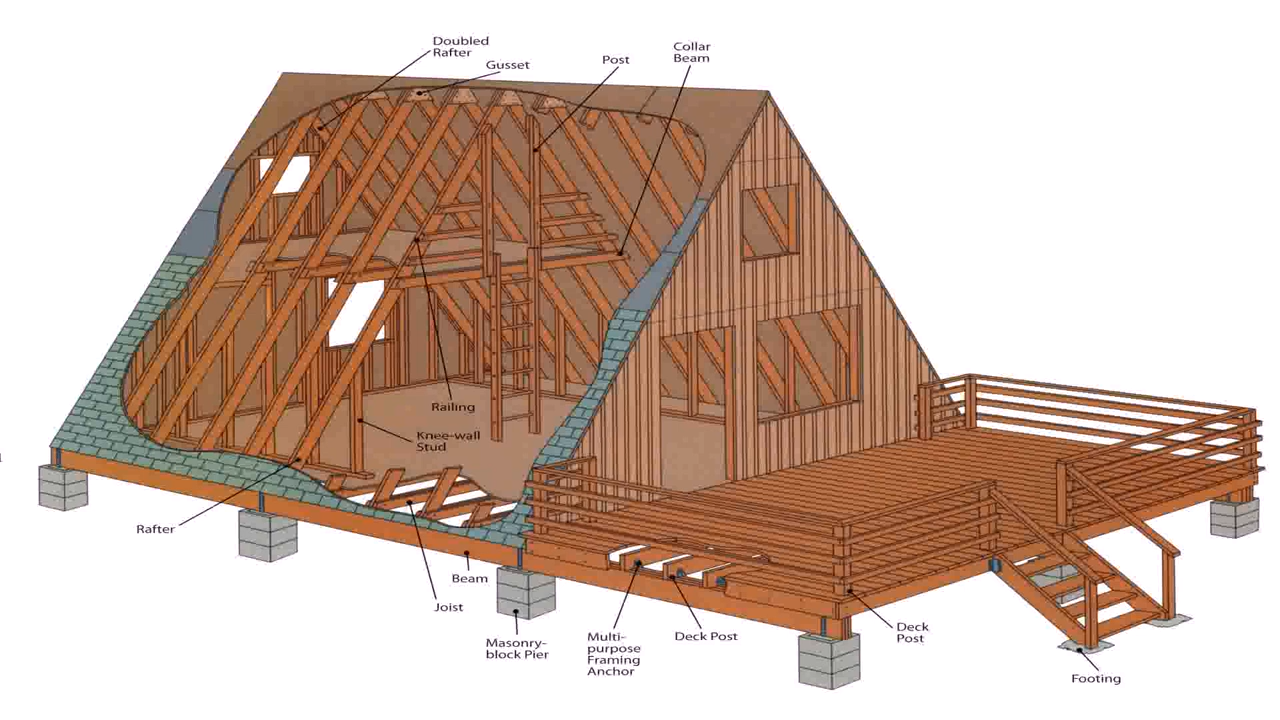 Doubled
Rafter
Gusset
Post
Collar
Beam
Railing
Knee-wall
Stud
Rafter
Beam
Joist
Masonry-
block Pier
Multi-
purpose
Framing
Anchor
Deck Post
Deck
Post
Footing